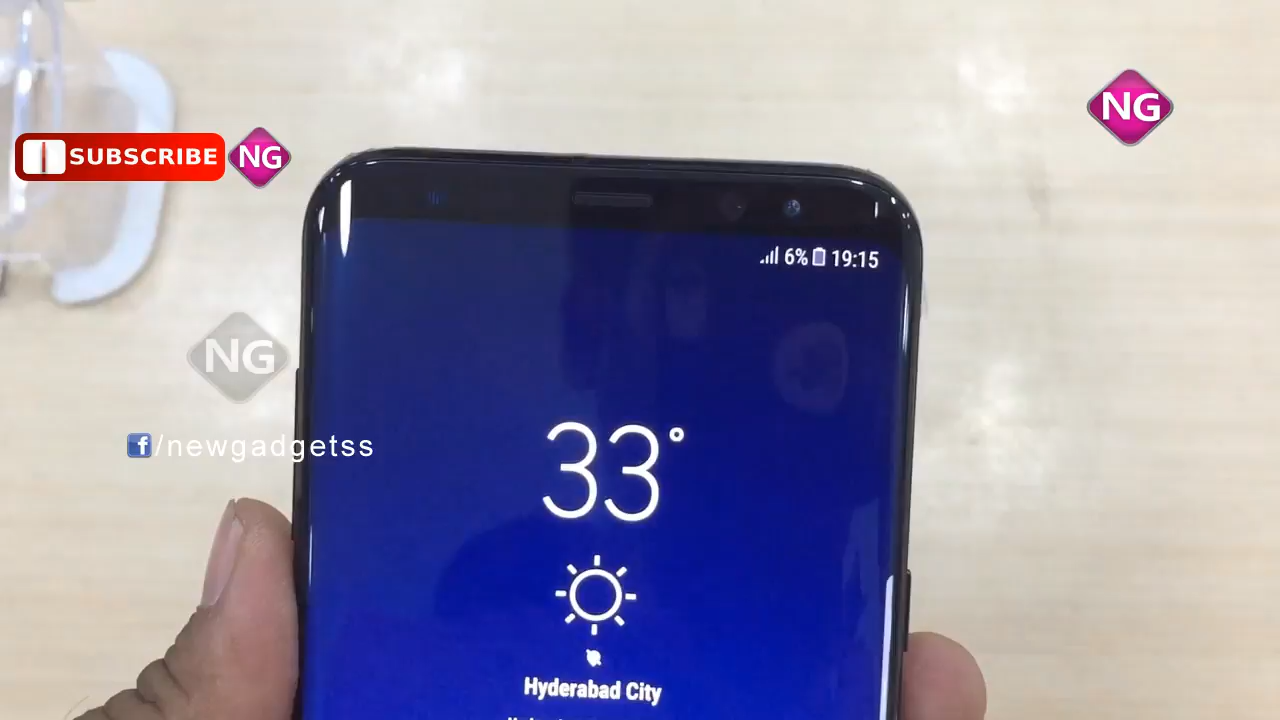 NG
SUBSCRIBE NG
6% 19:15
NG
f/newgadgetss
33°
Hyderabad City